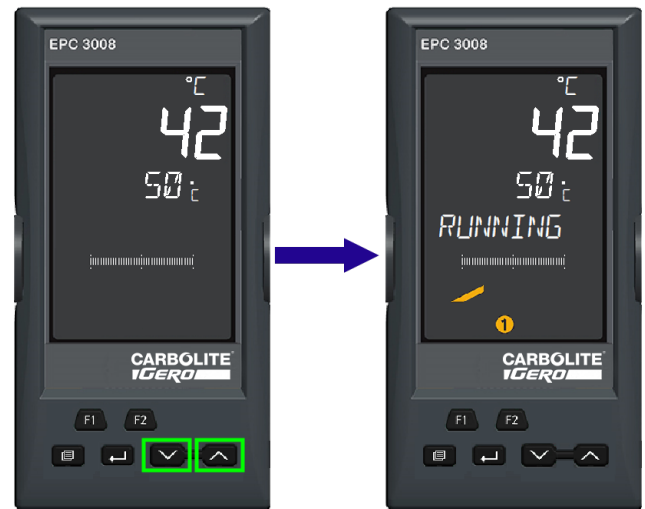 EPC 3008
°C
42
50 °C
CARBOLITE
GERO
F1 F2
EPC 3008
°C
42
50 °C
RUNNING
1
CARBOLITE
GERO
F1 F2